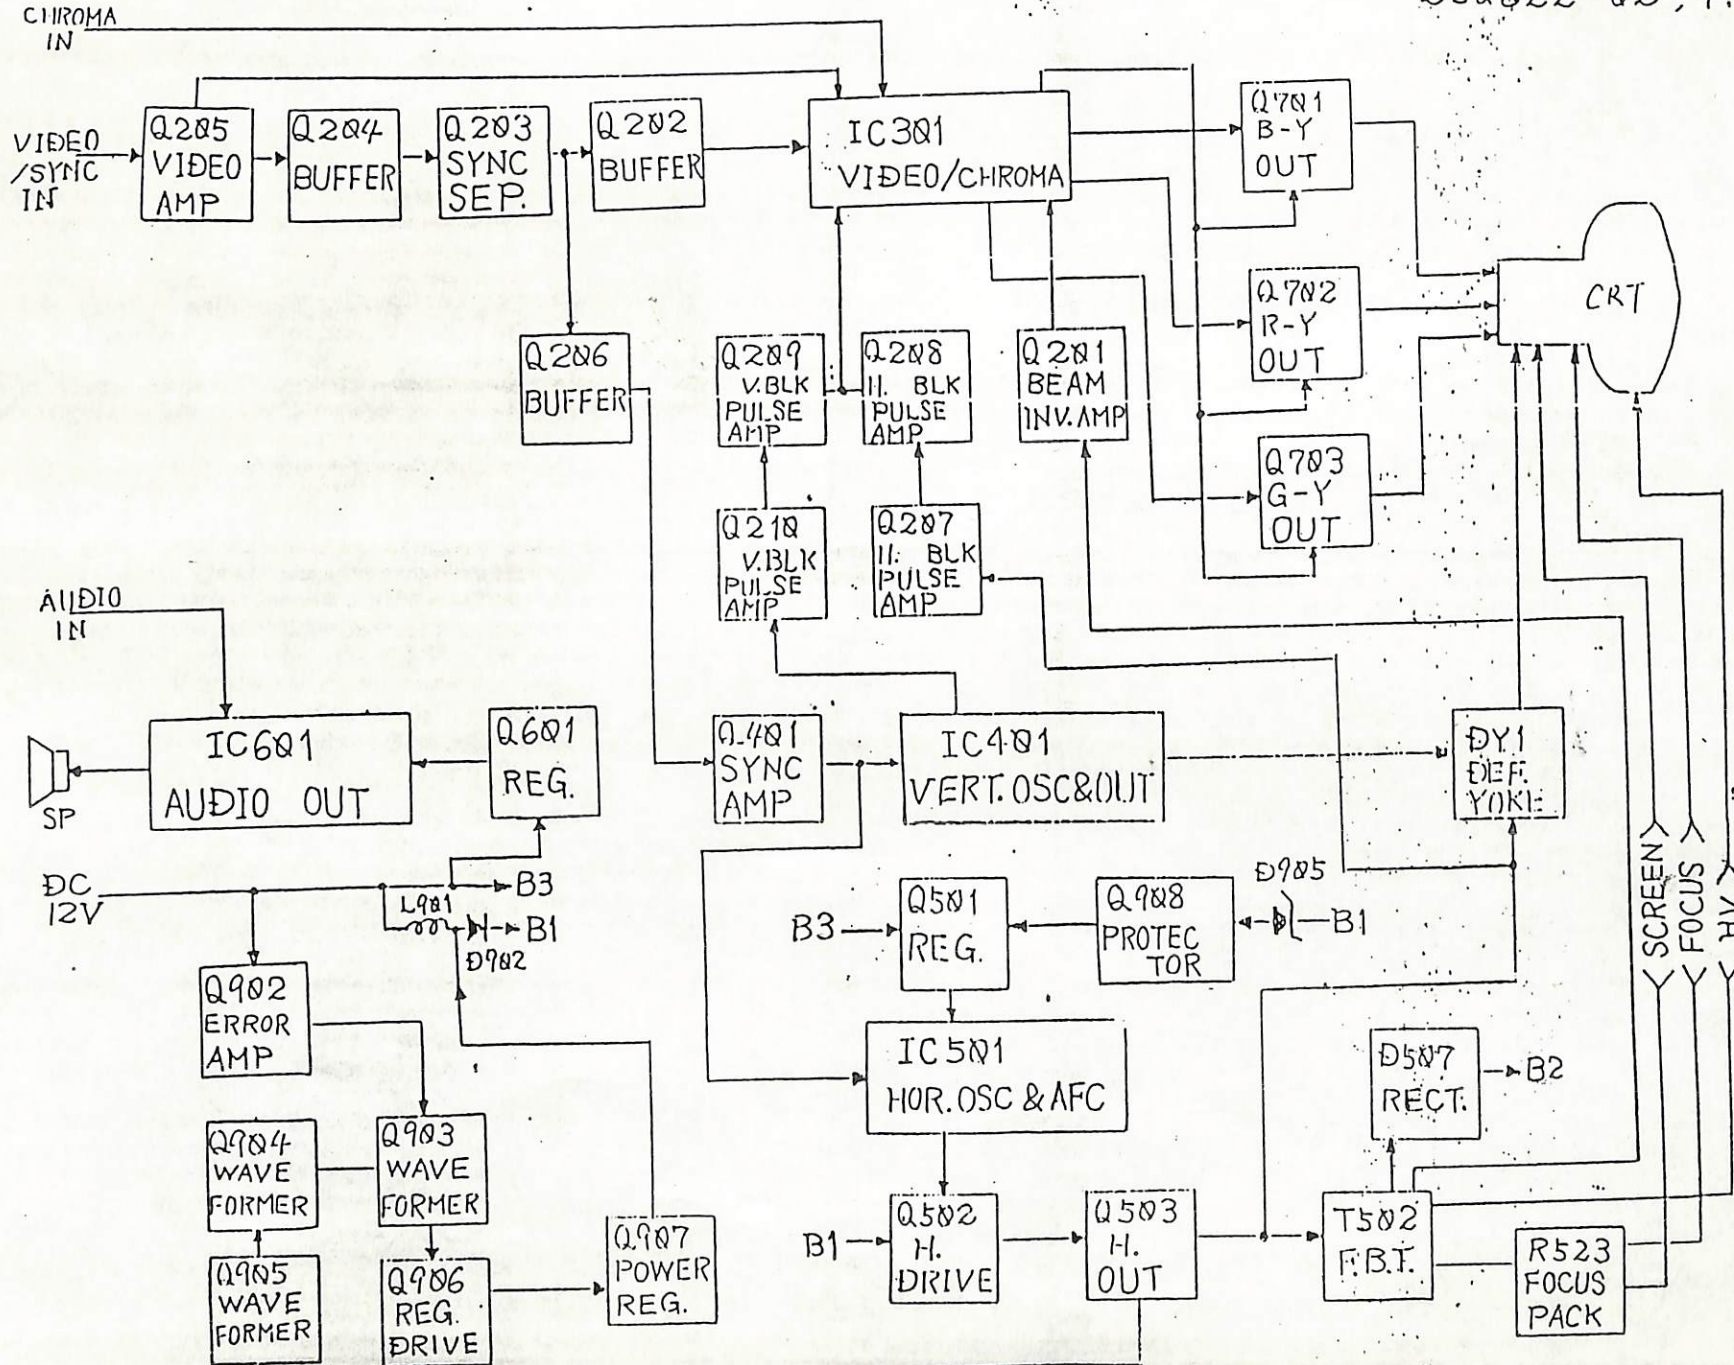 CHROMA
IN
VIDEO
/SYNC
IN
Q205
VIDEO
AMP
Q204
BUFFER
Q203
SYNC
SEP.
Q202
BUFFER
IC301
VIDEO/CHROMA
Q701
B-Y
OUT
Q702
R-Y
OUT
Q703
G-Y
OUT
CRT
Q206
BUFFER
Q209
V.BLK
PULSE
AMP
Q208
H. BLK
PULSE
AMP
Q201
BEAM
INV.AMP
Q210
V.BLK
PULSE
AMP
Q207
H. BLK
PULSE
AMP
AUDIO
IN
IC601
AUDIO OUT
Q601
REG.
SP
Q401
SYNC
AMP
IC401
VERT.OSC&OUT
DY1
DEF.
YOKE
DC
12V
B3
L901
B1
D902
B3
Q501
REG.
Q908
PROTEC
TOR
D905
B1
SCREEN
FOCUS
HV
Q902
ERROR
AMP
IC501
HOR.OSC & AFC
D507
RECT.
B2
Q904
WAVE
FORMER
Q903
WAVE
FORMER
Q905
WAVE
FORMER
Q906
REG.
DRIVE
Q907
POWER
REG.
B1
Q502
H.
DRIVE
Q503
H.
OUT
T502
F.B.T.
R523
FOCUS
PACK